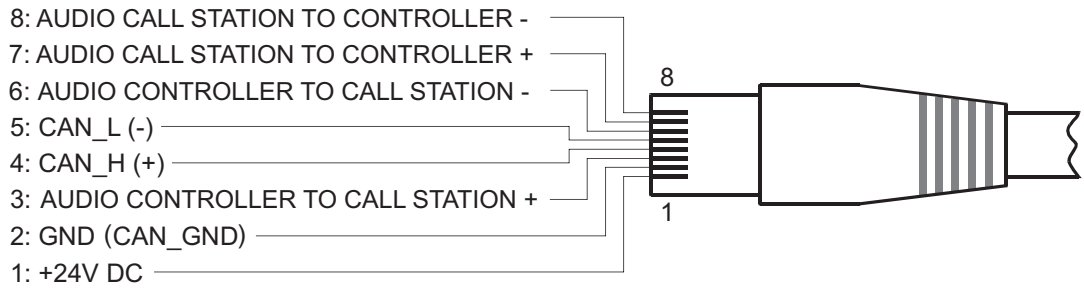 8: AUDIO CALL STATION TO CONTROLLER -
7: AUDIO CALL STATION TO CONTROLLER +
6: AUDIO CONTROLLER TO CALL STATION -
5: CAN_L (-)
4: CAN_H (+)
3: AUDIO CONTROLLER TO CALL STATION +
2: GND (CAN_GND)
1: +24V DC
8
1